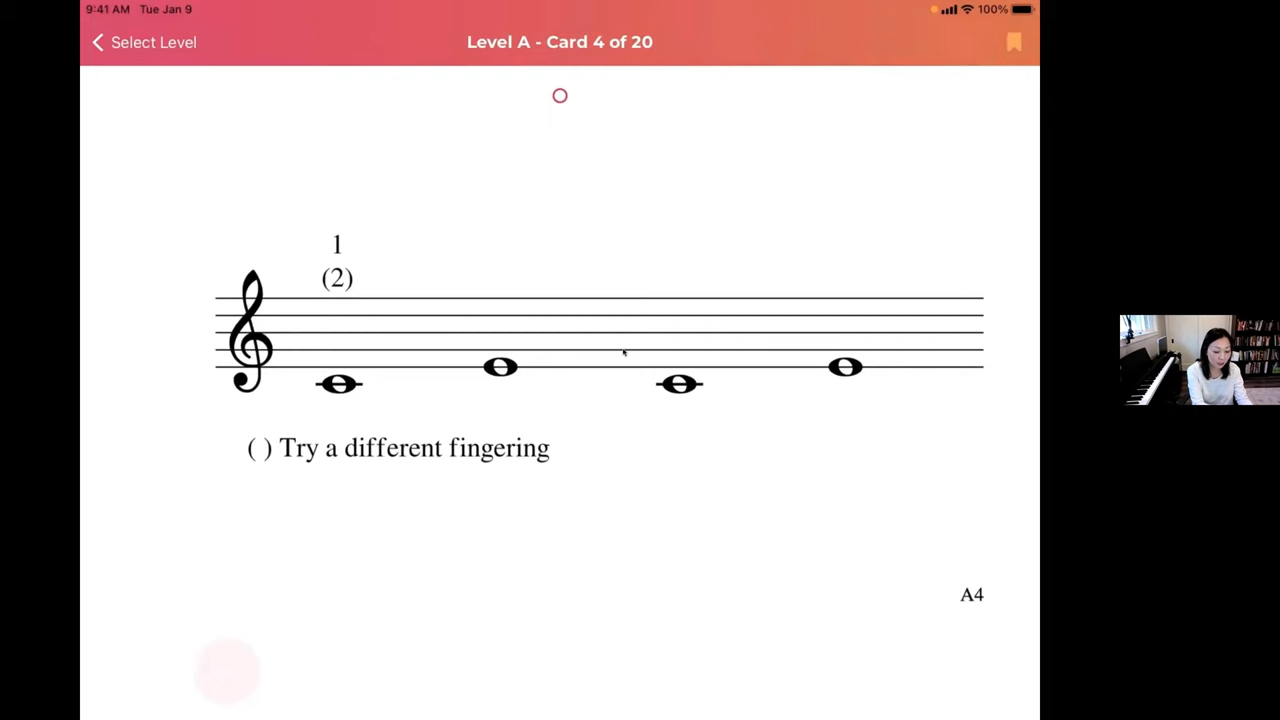 9:41 AM Tue Jan 9
100%
Select Level
Level A - Card 4 of 20
1
(2)
( ) Try a different fingering
A4